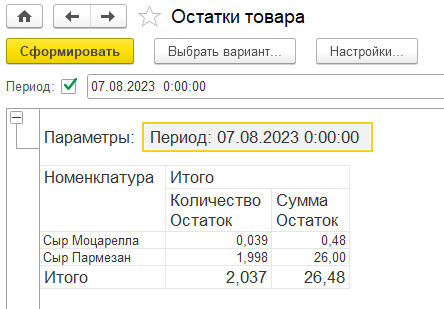 Остатки товара
Сформировать Выбрать вариант... Настройки...
Период: 07.08.2023 0:00:00
Параметры: Период: 07.08.2023 0:00:00
Номенклатура Итого
Количество Сумма
Остаток Остаток
Сыр Моцарелла 0,039 0,48
Сыр Пармезан 1,998 26,00
Итого 2,037 26,48